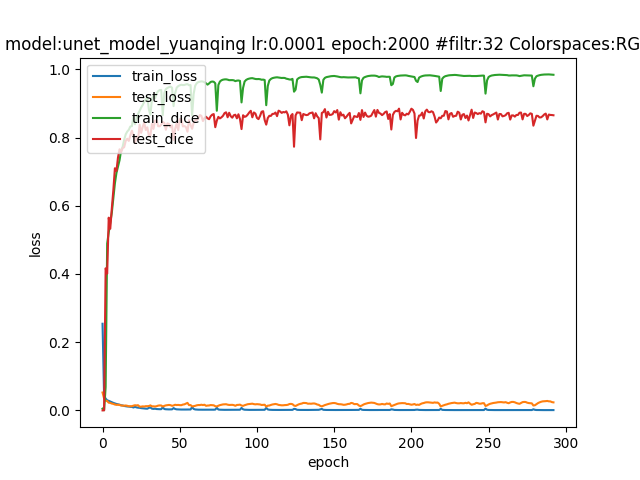 model:unet_model_yuanqing lr:0.0001 epoch:2000 #filtr:32 Colorspaces:RG
train_loss
test_loss
train_dice
test_dice
1.0
0.8
0.6
0.4
0.2
0.0
loss
0 50 100 150 200 250 300
epoch